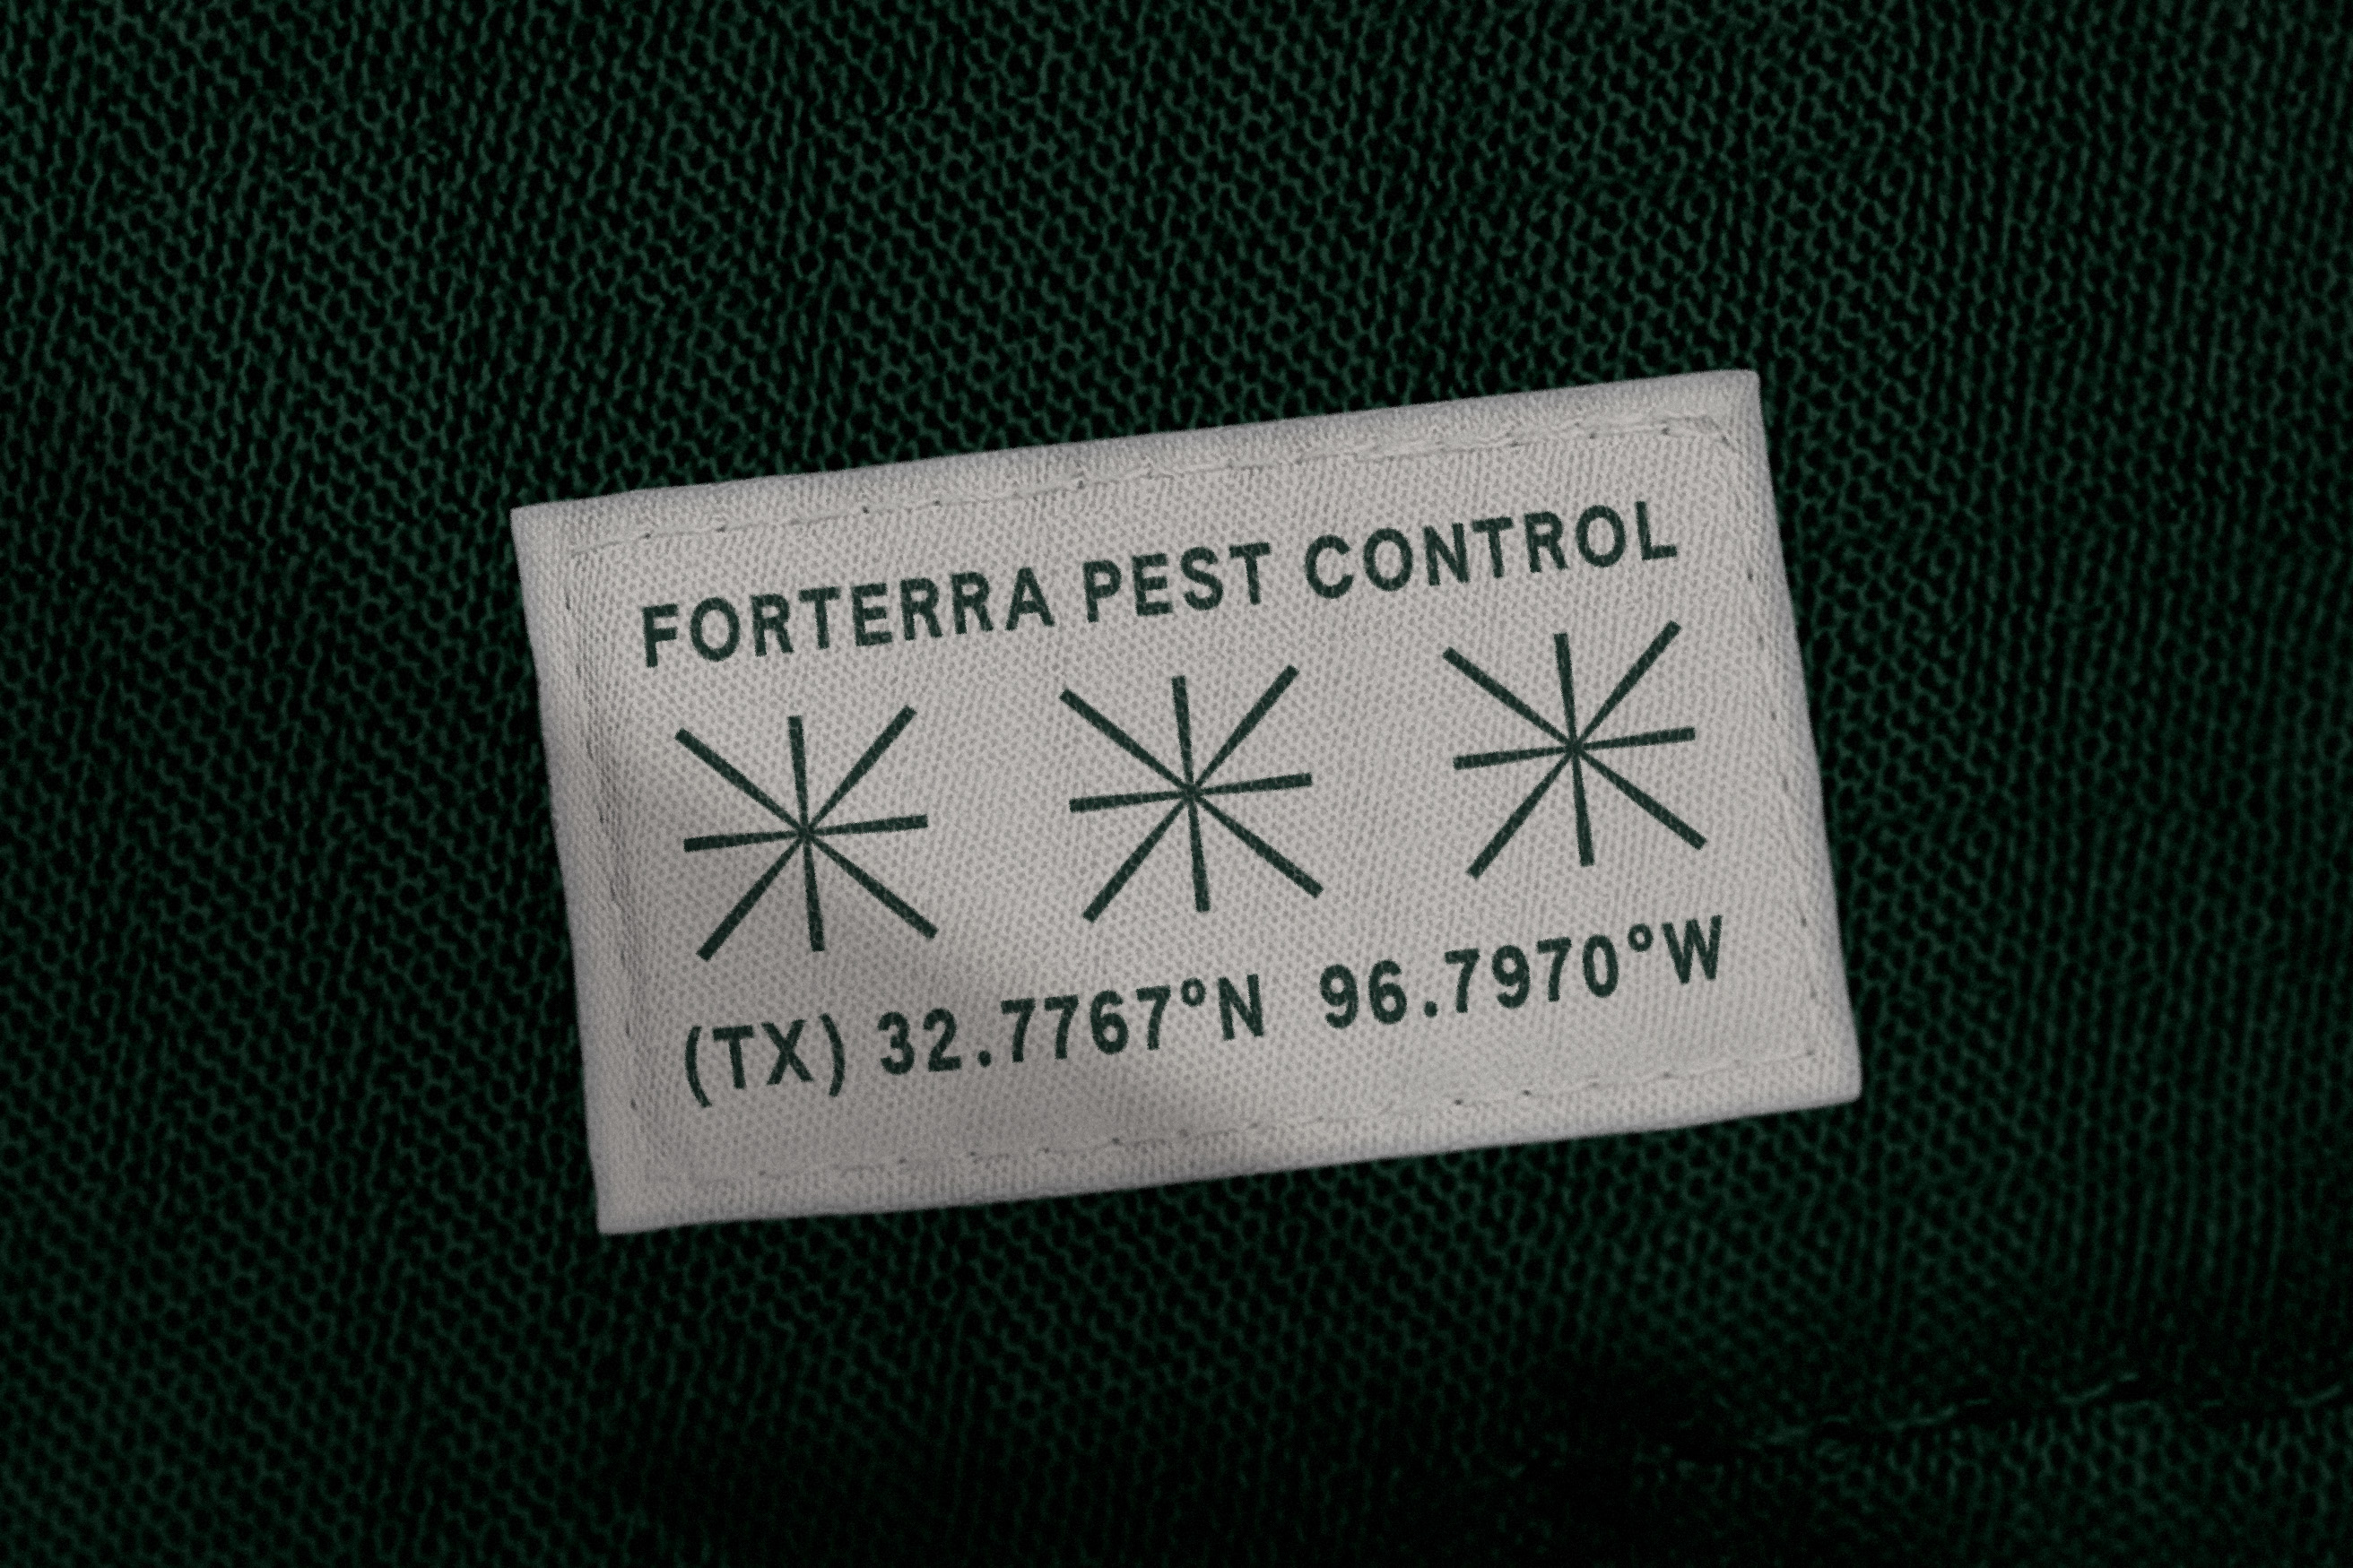 FORTERRA PEST CONTROL
(TX) 32.7767°N 96.7970°W